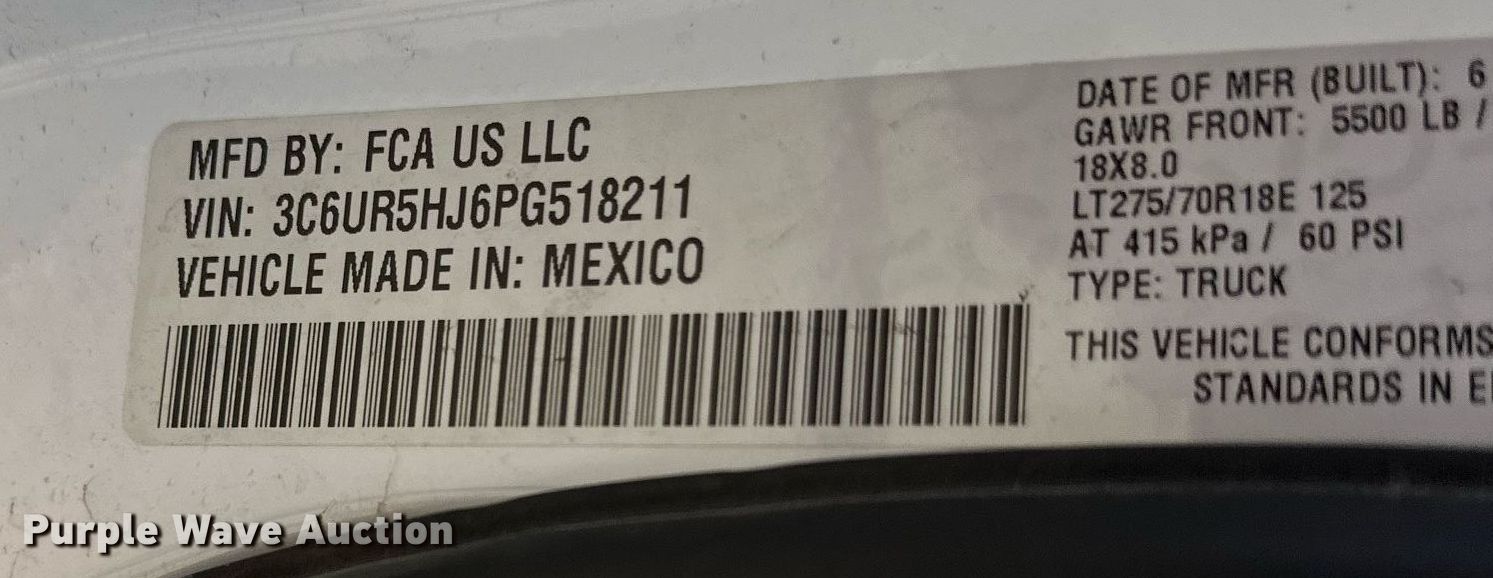 MFD BY: FCA US LLC
VIN: 3C6UR5HJ6PG518211
VEHICLE MADE IN: MEXICO
DATE OF MFR (BUILT): 6
GAWR FRONT: 5500 LB /
18X8.0
LT275/70R18E 125
AT 415 kPa / 60 PSI
TYPE: TRUCK
THIS VEHICLE CONFORMS
STANDARDS IN
Purple Wave Auction